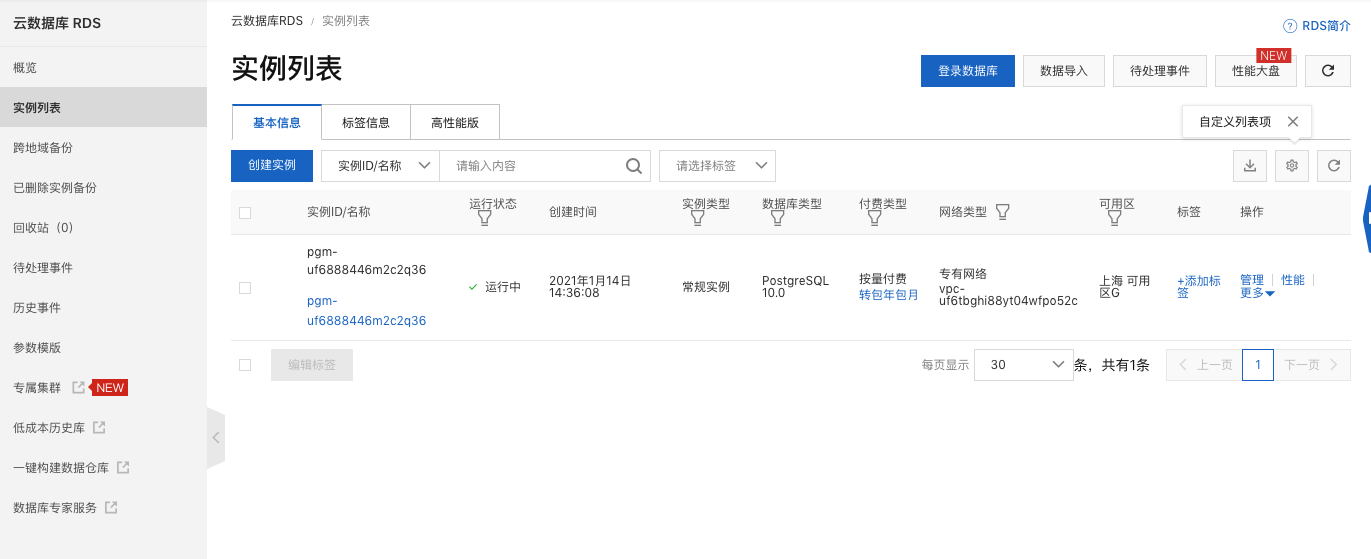 云数据库 RDS
概览
实例列表
跨地域备份
已删除实例备份
回收站（0）
待处理事件
历史事件
参数模版
专属集群 NEW
低成本历史库
一键构建数据仓库
数据库专家服务
云数据库RDS / 实例列表
RDS简介
实例列表
登录数据库 数据导入 待处理事件 性能大盘 NEW
基本信息 标签信息 高性能版
自定义列表项
创建实例 实例ID/名称 请输入内容 请选择标签
实例ID/名称 运行状态 创建时间 实例类型 数据库类型 付费类型 网络类型 可用区 标签 操作
pgm-
uf6888446m2c2q36
pgm-
uf6888446m2c2q36
运行中
2021年1月14日
14:36:08
常规实例
PostgreSQL
10.0
按量付费
转包年包月
专有网络
vpc-
uf6tbghi88yt04wfpo52c
上海 可用
区G
+添加标
签
管理 性能
更多
编辑标签
每页显示 30 条，共有1条 上一页 1 下一页